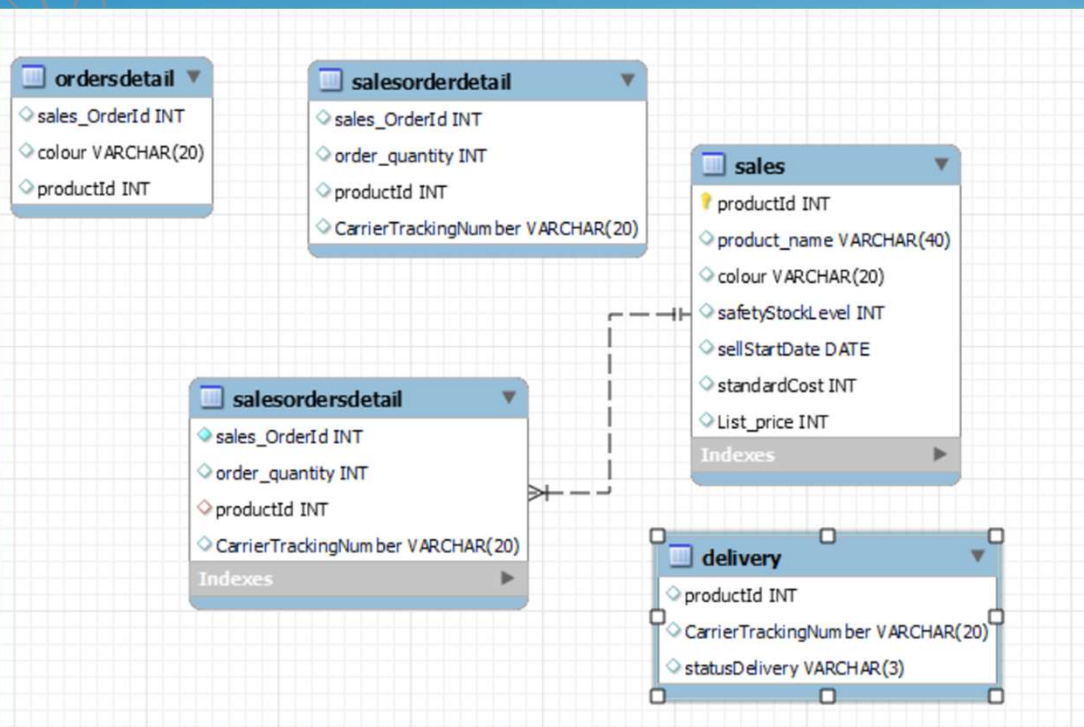 ordersdetail
sales_OrderId INT
colour VARCHAR(20)
productId INT
salesorderdetail
sales_OrderId INT
order_quantity INT
productId INT
CarrierTrackingNumber VARCHAR(20)
sales
productId INT
product_name VARCHAR(40)
colour VARCHAR(20)
safetyStockLevel INT
sellStartDate DATE
standardCost INT
List_price INT
Indexes
salesordersdetail
sales_OrderId INT
order_quantity INT
productId INT
CarrierTrackingNumber VARCHAR(20)
Indexes
delivery
productId INT
CarrierTrackingNumber VARCHAR(20)
statusDelivery VARCHAR(3)